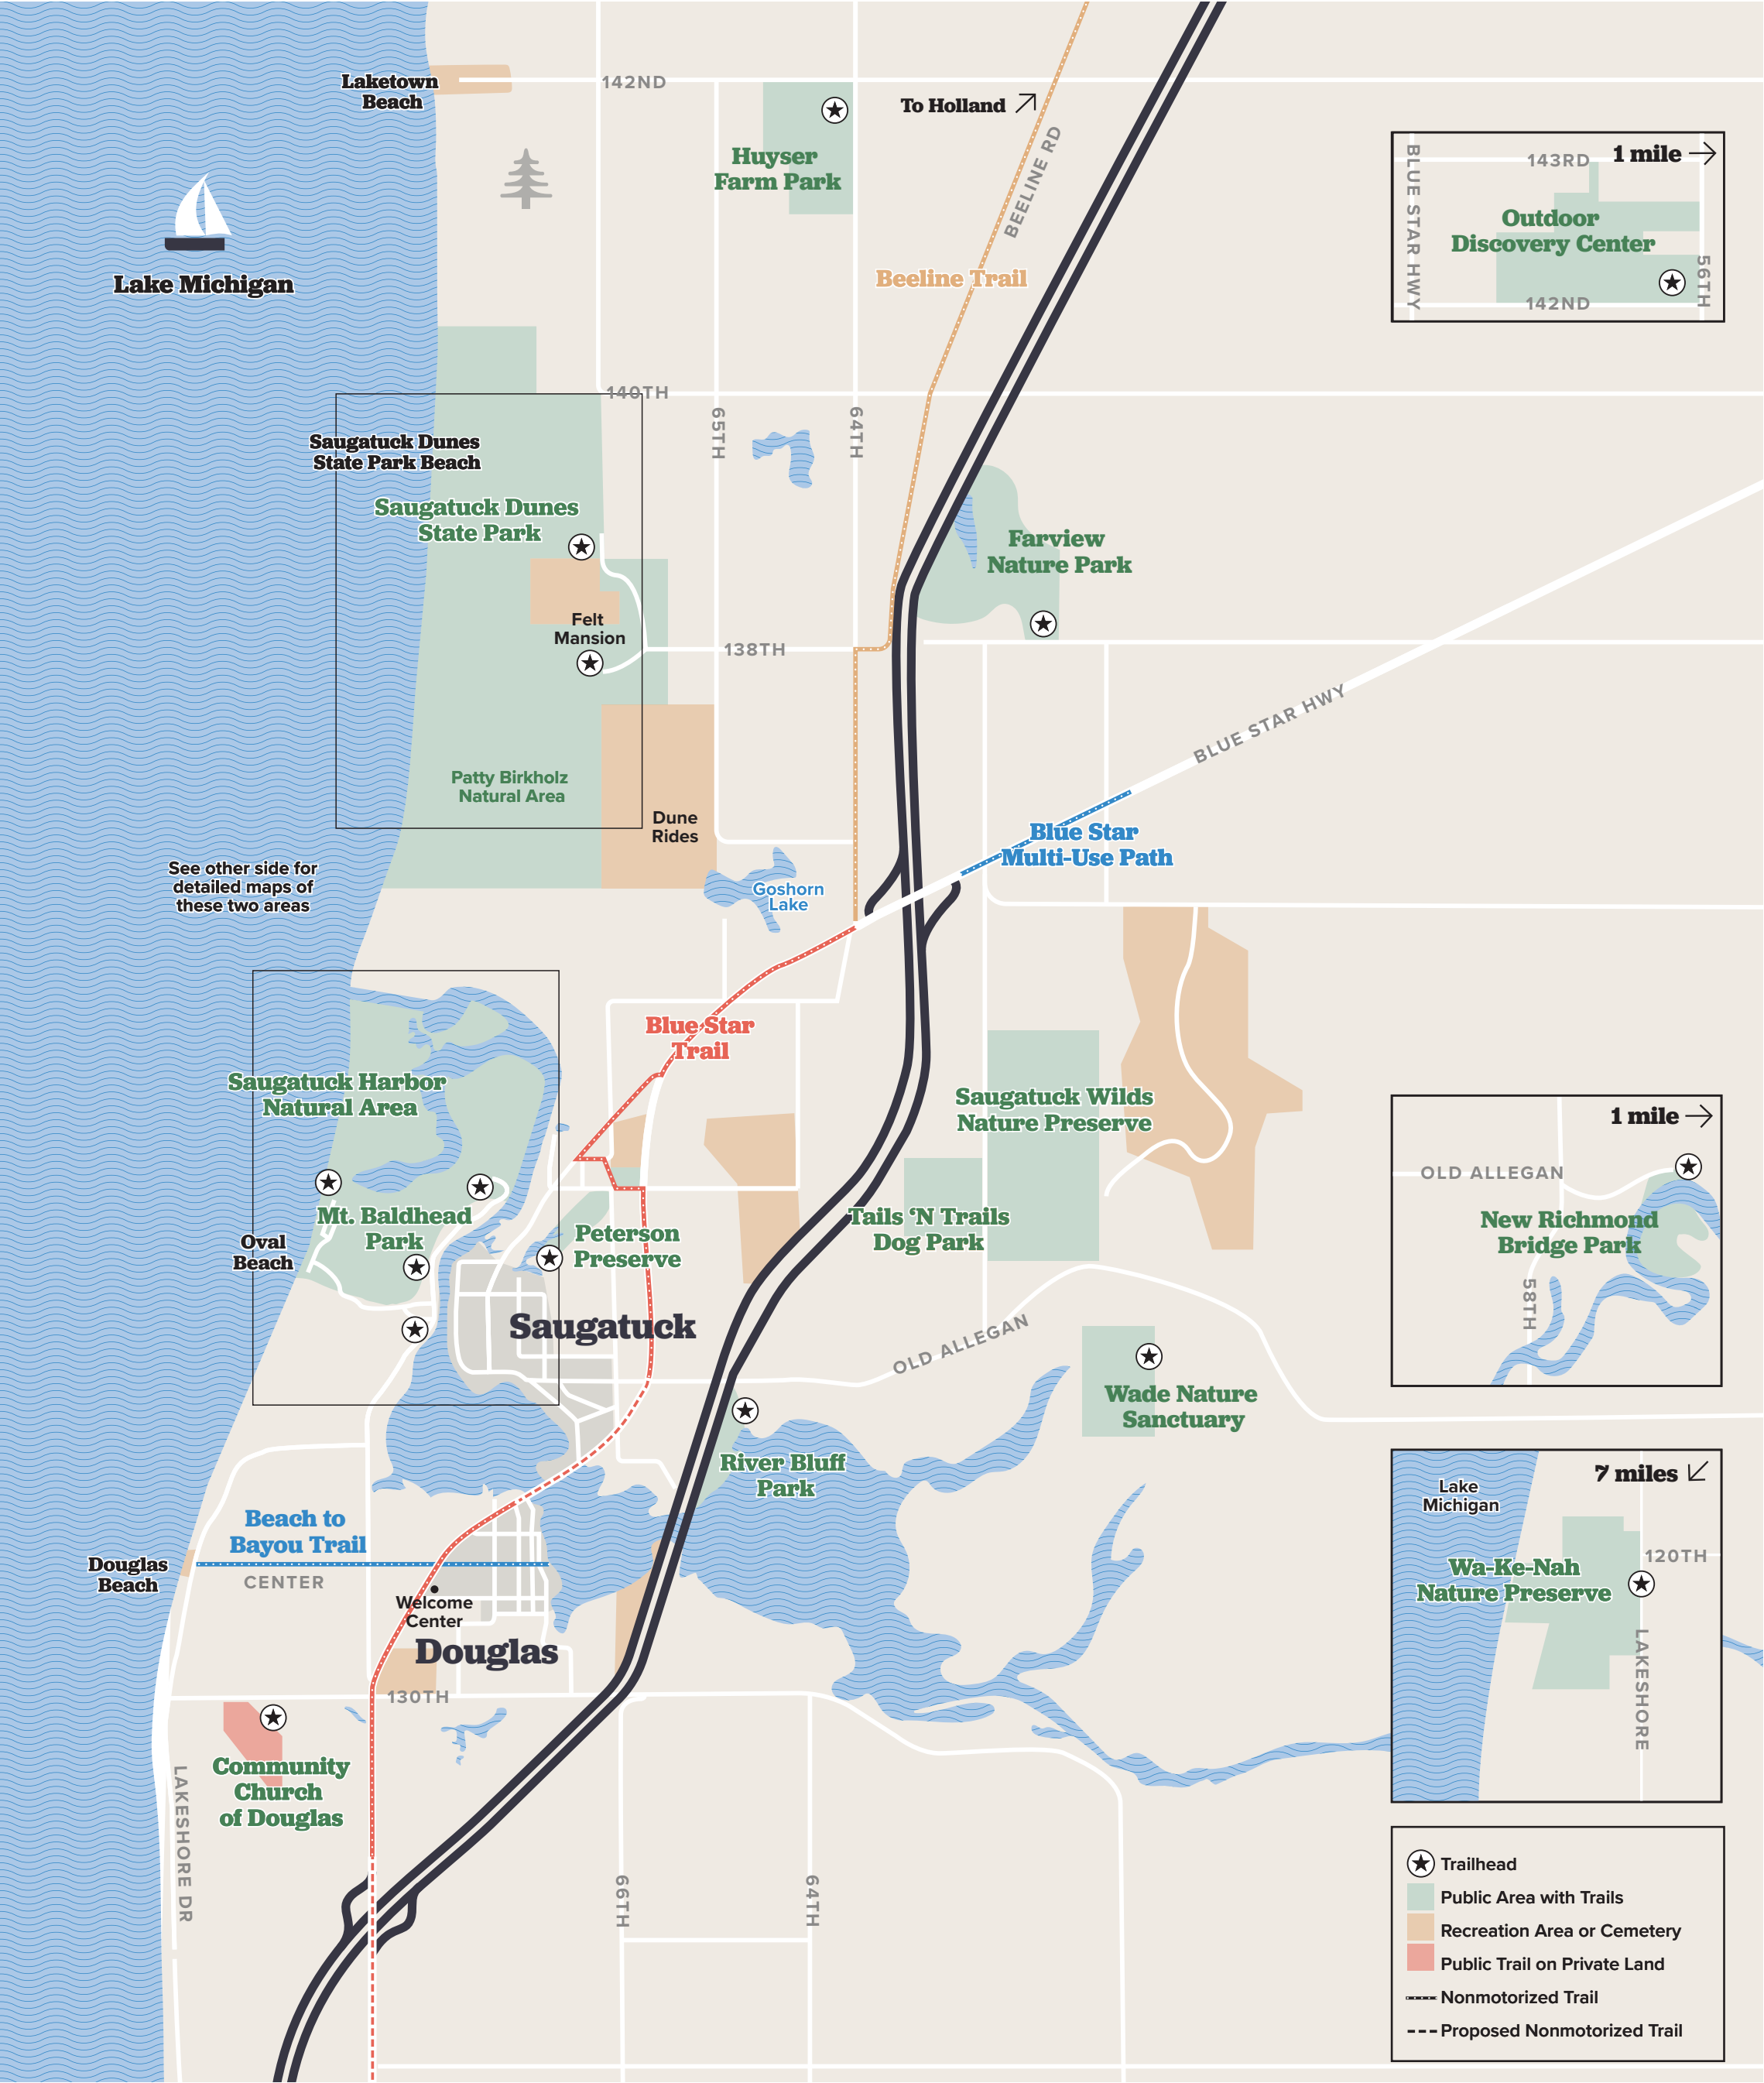 Laketown
Beach
142ND
To Holland
Huyser
Farm Park
BEELINE RD
Beeline Trail
Lake Michigan
BLUE STAR HWY
143RD
1 mile
Outdoor
Discovery Center
56TH
142ND
140TH
65TH
64TH
Saugatuck Dunes
State Park Beach
Saugatuck Dunes
State Park
Farview
Nature Park
Felt
Mansion
138TH
BLUE STAR HWY
Patty Birkholz
Natural Area
Dune
Rides
Blue Star
Multi-Use Path
See other side for
detailed maps of
these two areas
Goshorn
Lake
Blue Star
Trail
Saugatuck Harbor
Natural Area
Saugatuck Wilds
Nature Preserve
1 mile
OLD ALLEGAN
New Richmond
Bridge Park
58TH
Mt. Baldhead
Park
Oval
Beach
Peterson
Preserve
Tails ‘N Trails
Dog Park
Saugatuck
OLD ALLEGAN
Wade Nature
Sanctuary
River Bluff
Park
7 miles
Lake
Michigan
120TH
Wa-Ke-Nah
Nature Preserve
LAKESHORE
Beach to
Bayou Trail
Douglas
Beach
CENTER
Welcome
Center
Douglas
130TH
Community
Church
of Douglas
LAKESHORE DR
66TH
64TH
Trailhead
Public Area with Trails
Recreation Area or Cemetery
Public Trail on Private Land
Nonmotorized Trail
Proposed Nonmotorized Trail